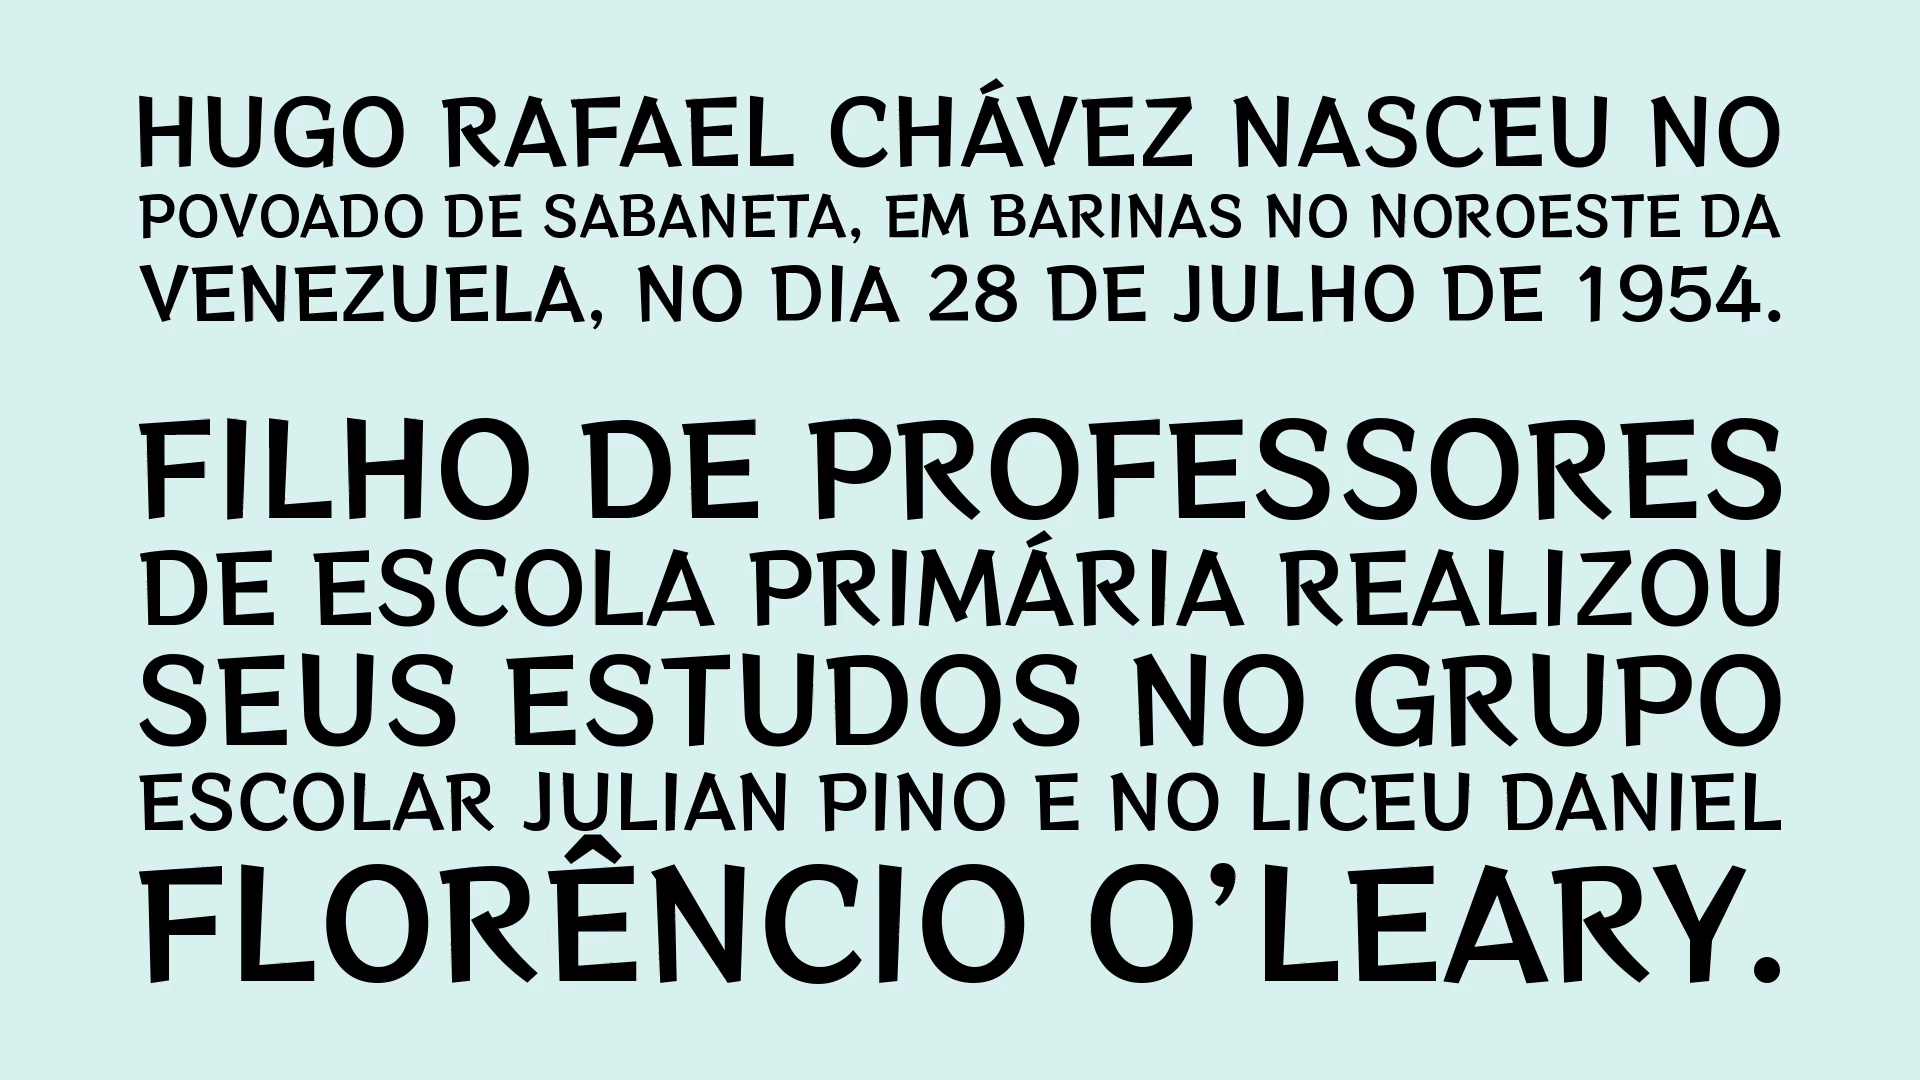 HUGO RAFAEL CHÁVEZ NASCEU NO
POVOADO DE SABANETA, EM BARINAS NO NOROESTE DA
VENEZUELA, NO DIA 28 DE JULHO DE 1954.
FILHO DE PROFESSORES
DE ESCOLA PRIMÁRIA REALIZOU
SEUS ESTUDOS NO GRUPO
ESCOLAR JULIAN PINO E NO LICEU DANIEL
FLORÊNCIO O’LEARY.